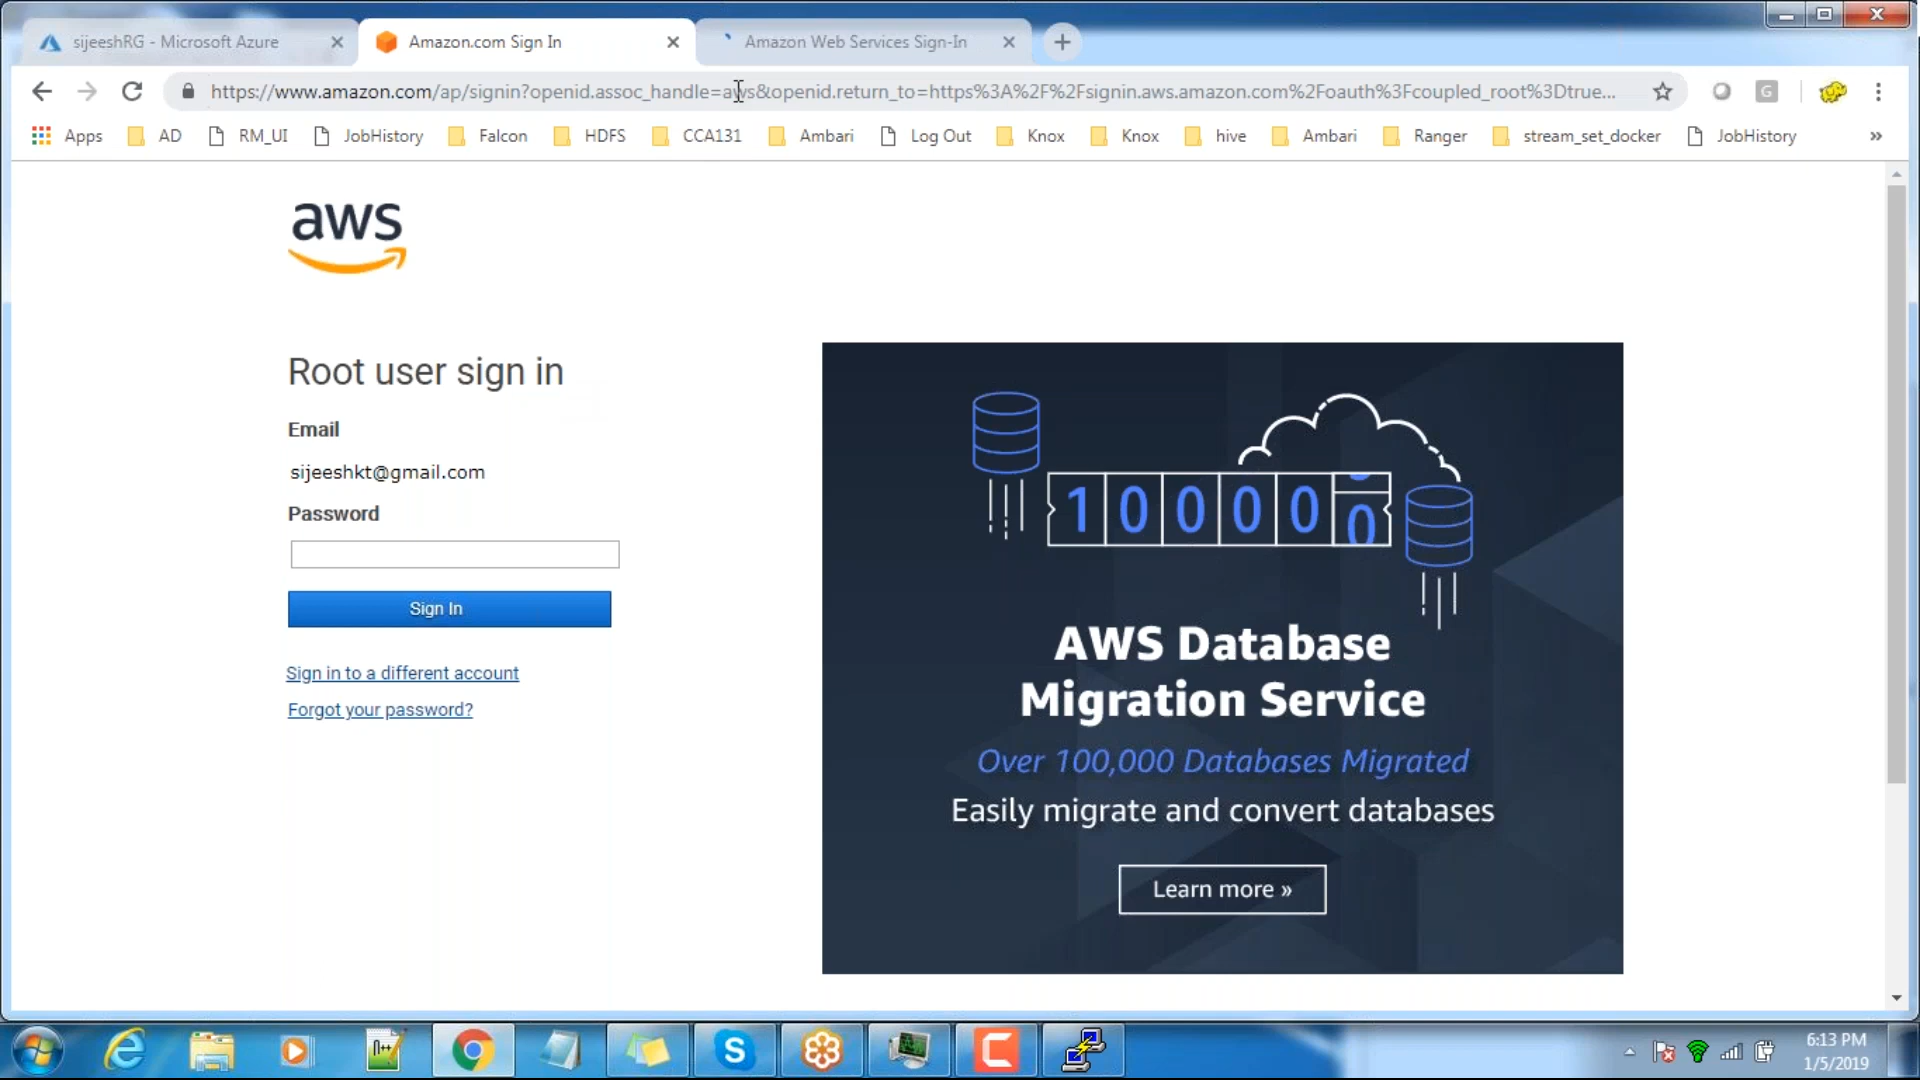 sijeeshRG - Microsoft Azure
Amazon.com Sign In
Amazon Web Services Sign-In
https://www.amazon.com/ap/signin?openid.assoc_handle=aws&openid.return_to=https%3A%2F%2Fsignin.aws.amazon.com%2Foauth%3Fcoupled_root%3Dtrue...
G
Apps AD RM_UI JobHistory Falcon HDFS CCA131 Ambari Log Out Knox Knox hive Ambari Ranger stream_set_docker JobHistory »
aws
Root user sign in
Email
sijeeshkt@gmail.com
Password
Sign In
Sign in to a different account
Forgot your password?
10000 0
AWS Database
Migration Service
Over 100,000 Databases Migrated
Easily migrate and convert databases
Learn more »
6:13 PM
1/5/2019